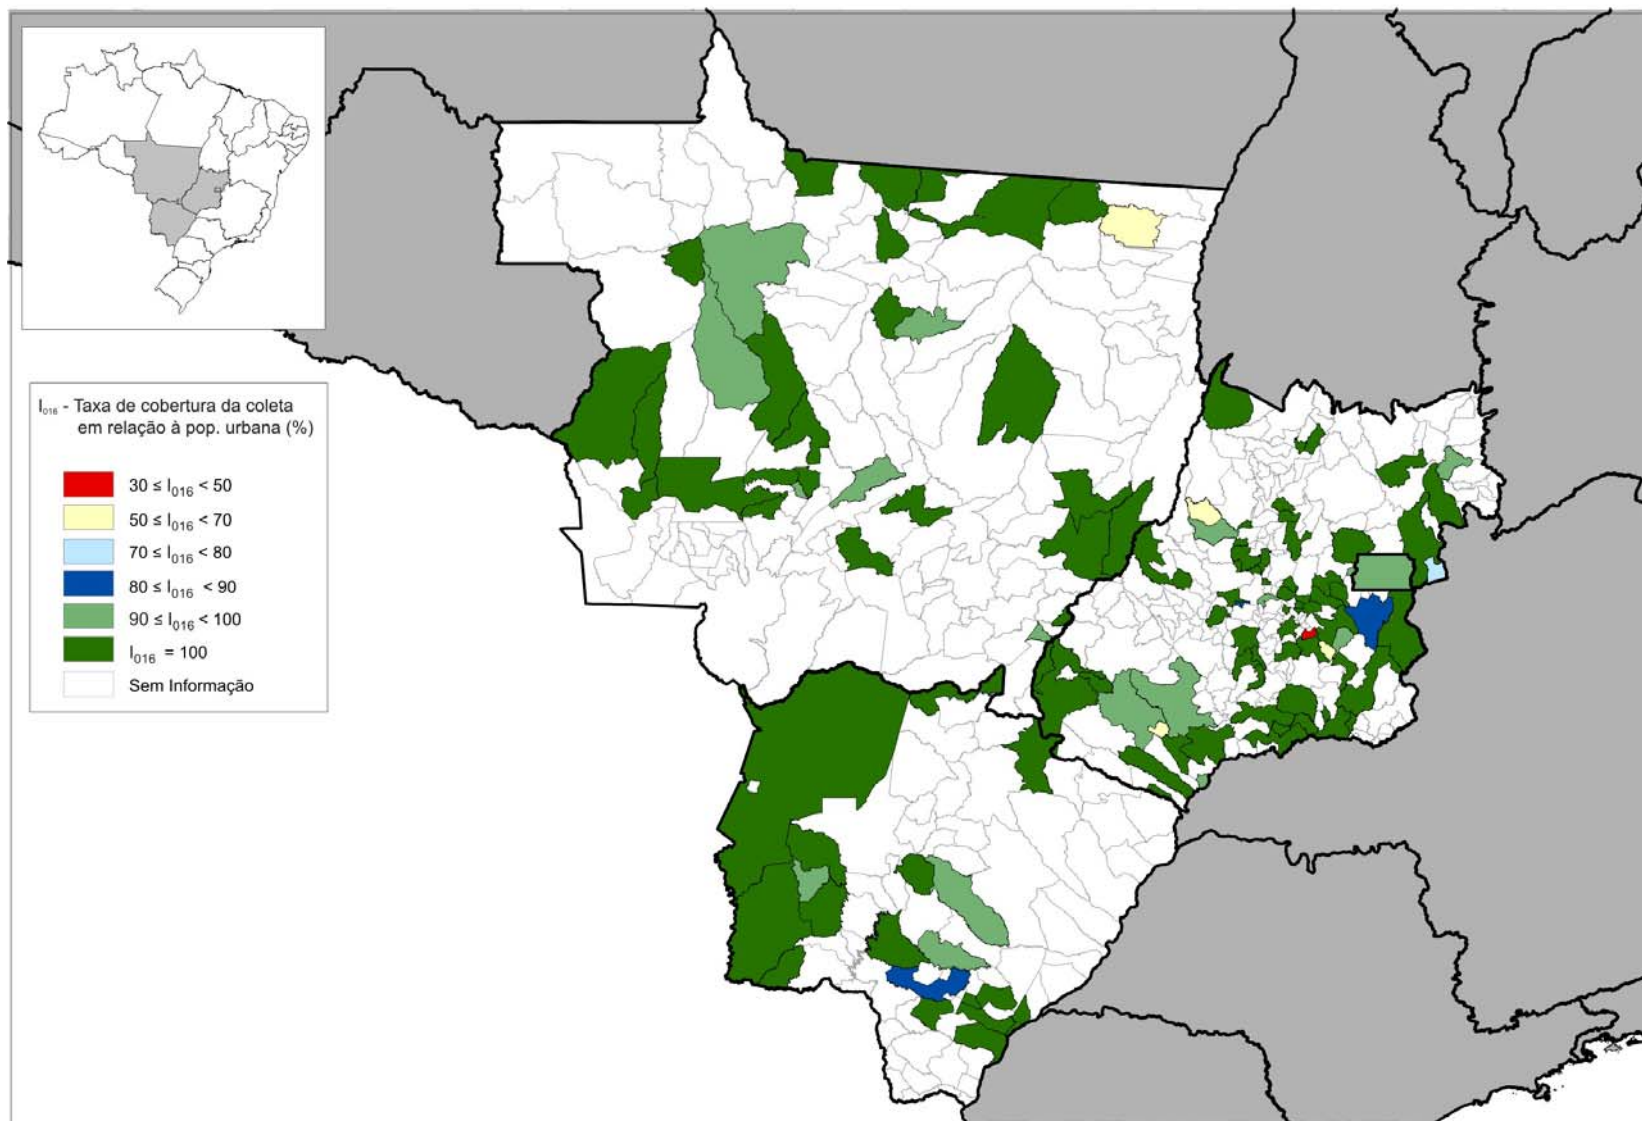 I016 - Taxa de cobertura da coleta
em relação à pop. urbana (%)
30 ≤ I016 < 50
50 ≤ I016 < 70
70 ≤ I016 < 80
80 ≤ I016 < 90
90 ≤ I016 < 100
I016 = 100
Sem Informação